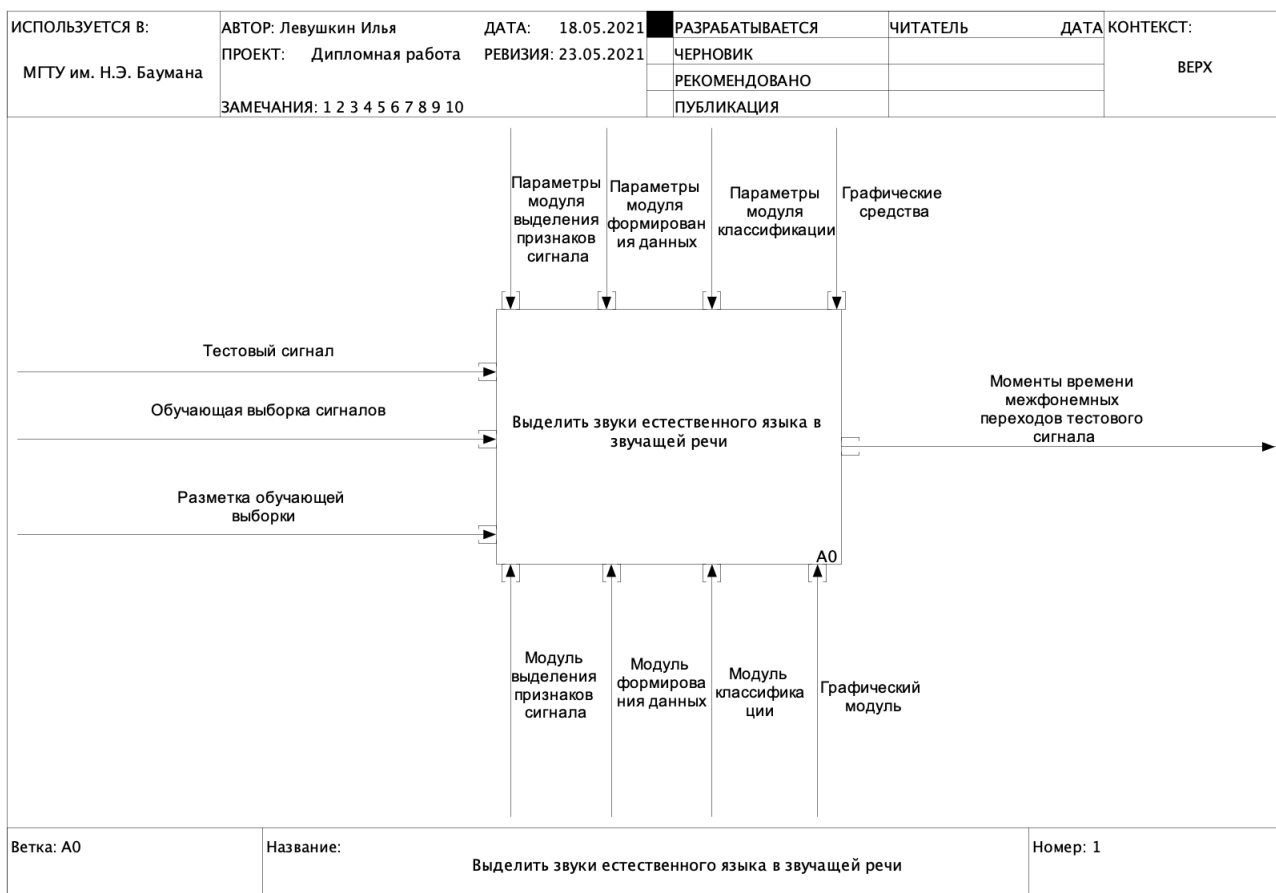 ИСПОЛЬЗУЕТСЯ В:
МГТУ им. Н.Э. Баумана
АВТОР: Левушкин Илья
ДАТА: 18.05.2021
ПРОЕКТ: Дипломная работа
РЕВИЗИЯ: 23.05.2021
ЗАМЕЧАНИЯ: 1 2 3 4 5 6 7 8 9 10
РАЗРАБАТЫВАЕТСЯ
ЧЕРНОВИК
РЕКОМЕНДОВАНО
ПУБЛИКАЦИЯ
ЧИТАТЕЛЬ
ДАТА
КОНТЕКСТ:
ВЕРХ
Параметры
модуля
выделения
признаков
сигнала
Параметры
модуля
формирован
ия данных
Параметры
модуля
классификации
Графические
средства
Тестовый сигнал
Обучающая выборка сигналов
Разметка обучающей
выборки
Выделить звуки естественного языка в
звучащей речи
A0
Моменты времени
межфонемных
переходов тестового
сигнала
Модуль
выделения
признаков
сигнала
Модуль
формирова
ния данных
Модуль
классифика
ции
Графический
модуль
Ветка: A0
Название:
Выделить звуки естественного языка в звучащей речи
Номер: 1